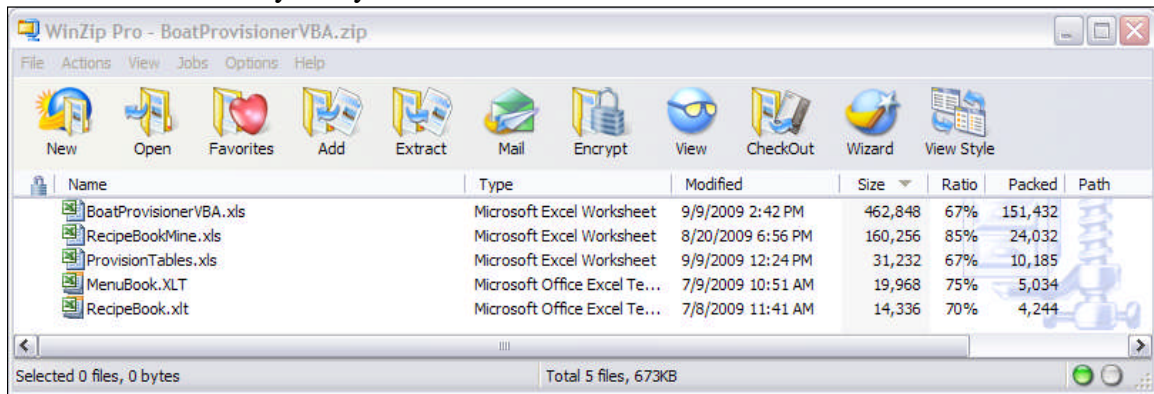 WinZip Pro - BoatProvisionerVBA.zip
File Actions View Jobs Options Help
New Open Favorites Add Extract Mail Encrypt View CheckOut Wizard View Style
Name Type Modified Size Ratio Packed Path
BoatProvisionerVBA.xls Microsoft Excel Worksheet 9/9/2009 2:42 PM 462,848 67% 151,432
RecipeBookMine.xls Microsoft Excel Worksheet 8/20/2009 6:56 PM 160,256 85% 24,032
ProvisionTables.xls Microsoft Excel Worksheet 9/9/2009 12:24 PM 31,232 67% 10,185
MenuBook.XLT Microsoft Office Excel Te... 7/9/2009 10:51 AM 19,968 75% 5,034
RecipeBook.xlt Microsoft Office Excel Te... 7/8/2009 11:41 AM 14,336 70% 4,244
Selected 0 files, 0 bytes Total 5 files, 673KB